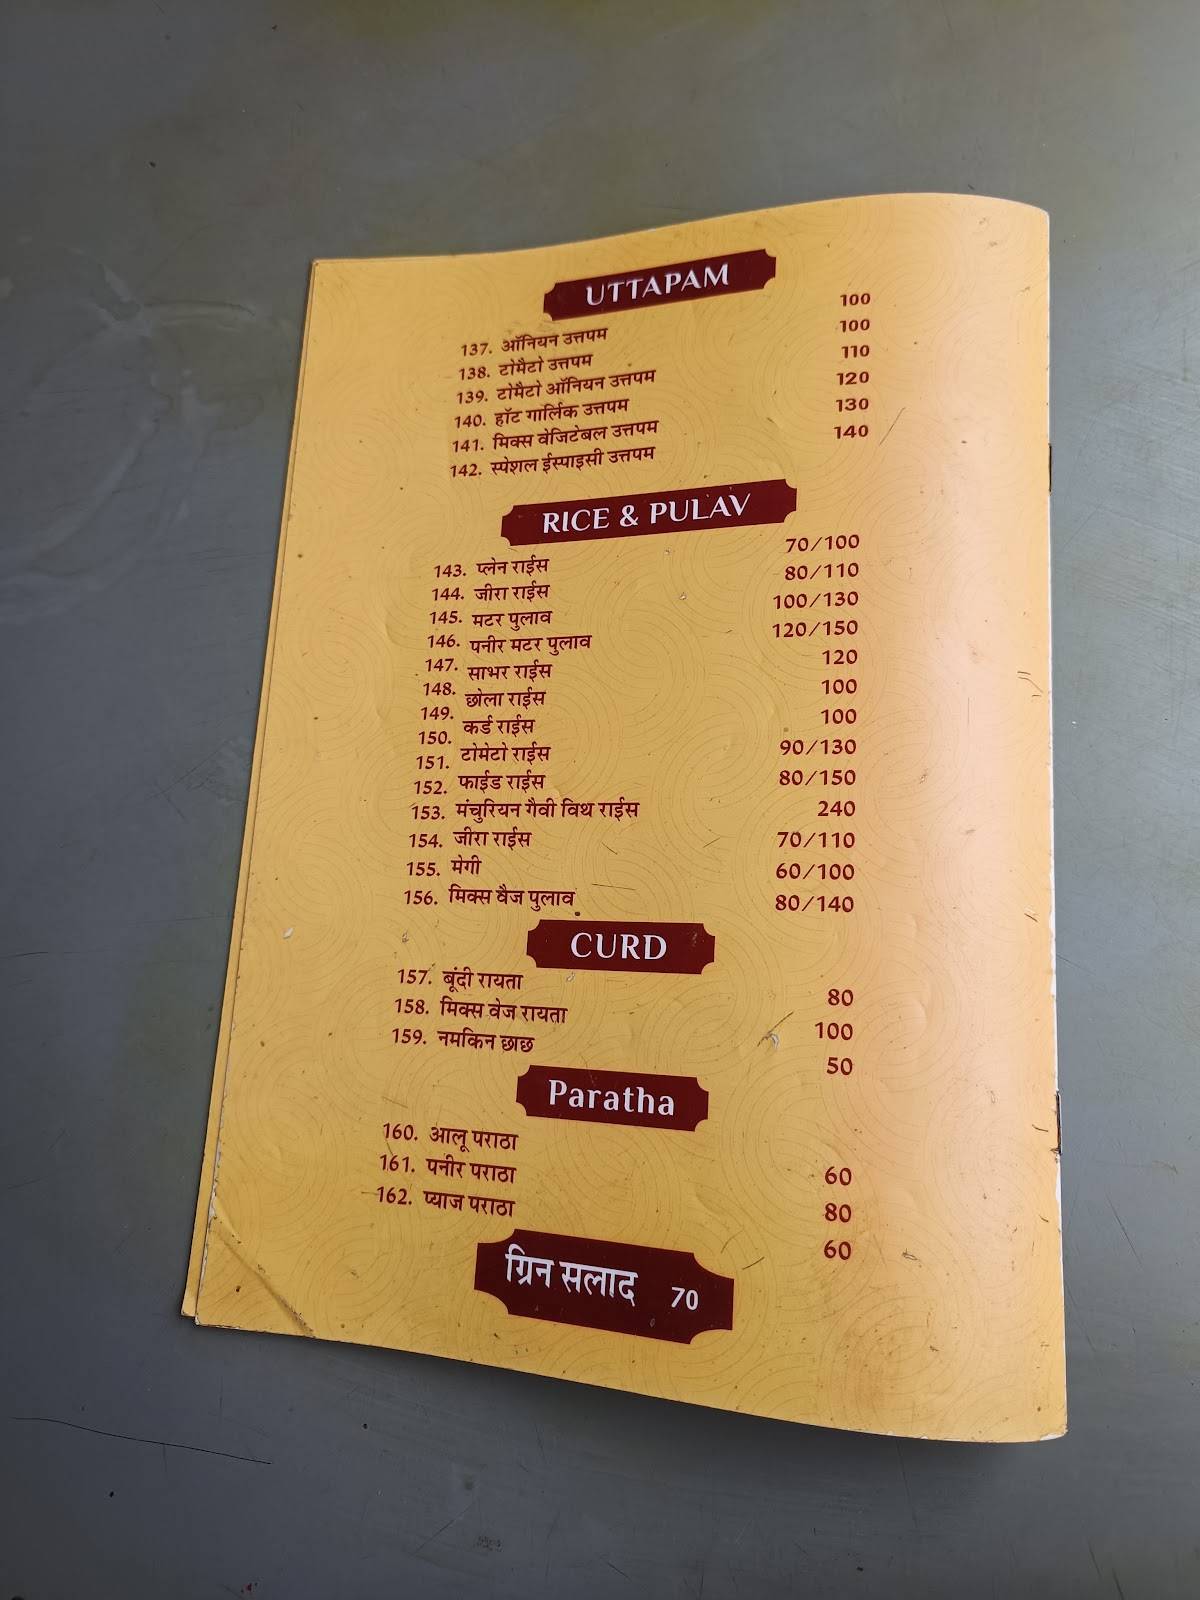 UTTAPAM
137. ऑनियन उत्तपम 100
138. टोमैटो उत्तपम 100
139. टोमैटो ऑनियन उत्तपम 110
140. हॉट गार्लिक उत्तपम 120
141. मिक्स वेजिटेबल उत्तपम 130
142. स्पेशल ईस्पाइसी उत्तपम 140
RICE & PULAV
143. प्लेन राईस 70/100
144. जीरा राईस 80/110
145. मटर पुलाव 100/130
146. पनीर मटर पुलाव 120/150
147. साभर राईस 120
148. छोला राईस 100
149. कर्ड राईस 100
150.
151. टोमेटो राईस 90/130
152. फाईड राईस 80/150
153. मंचुरियन गैवी विथ राईस 240
154. जीरा राईस 70/110
155. मेगी 60/100
156. मिक्स वैज पुलाव 80/140
CURD
157. बूंदी रायता 80
158. मिक्स वेज रायता 100
159. नमकिन छाछ 50
Paratha
160. आलू पराठा 60
161. पनीर पराठा 80
162. प्याज पराठा 60
ग्रिन सलाद 70